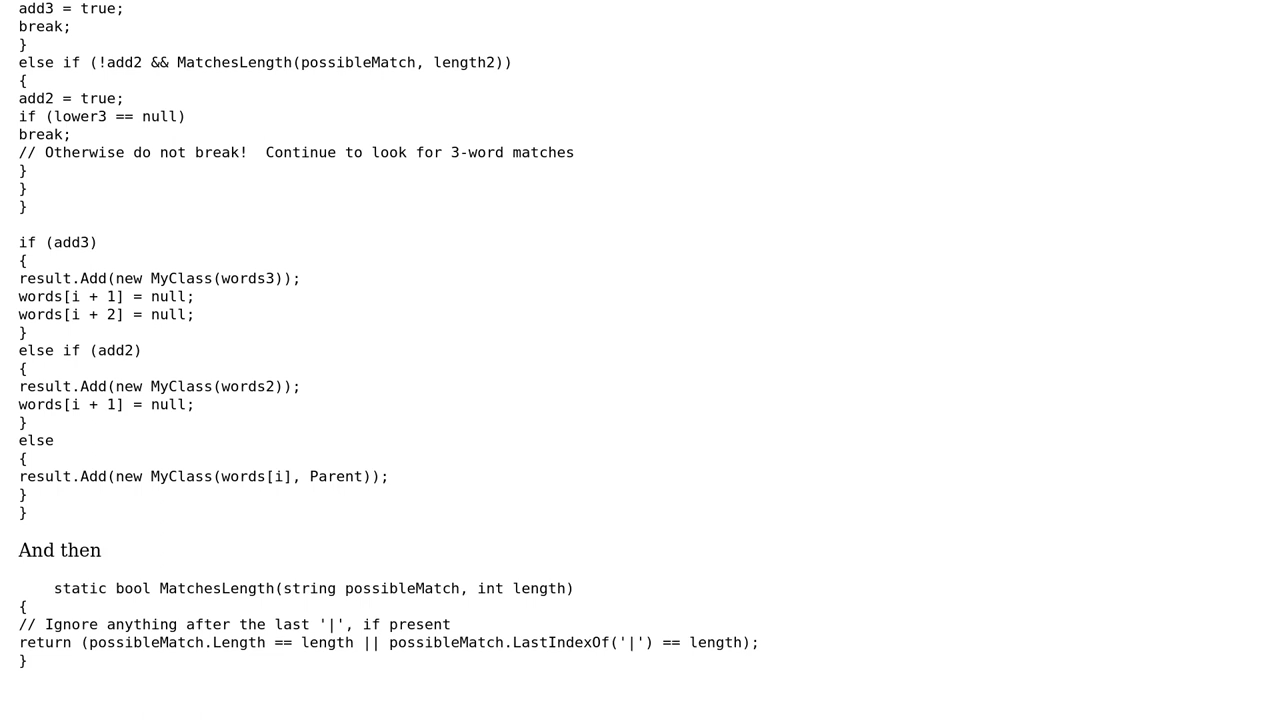 add3 = true;
break;
}
else if (!add2 && MatchesLength(possibleMatch, length2))
{
add2 = true;
if (lower3 == null)
break;
// Otherwise do not break!  Continue to look for 3-word matches
}
}
}

if (add3)
{
result.Add(new MyClass(words3));
words[i + 1] = null;
words[i + 2] = null;
}
else if (add2)
{
result.Add(new MyClass(words2));
words[i + 1] = null;
}
else
{
result.Add(new MyClass(words[i], Parent));
}
}

And then

    static bool MatchesLength(string possibleMatch, int length)
{
// Ignore anything after the last '|', if present
return (possibleMatch.Length == length || possibleMatch.LastIndexOf('|') == length);
}